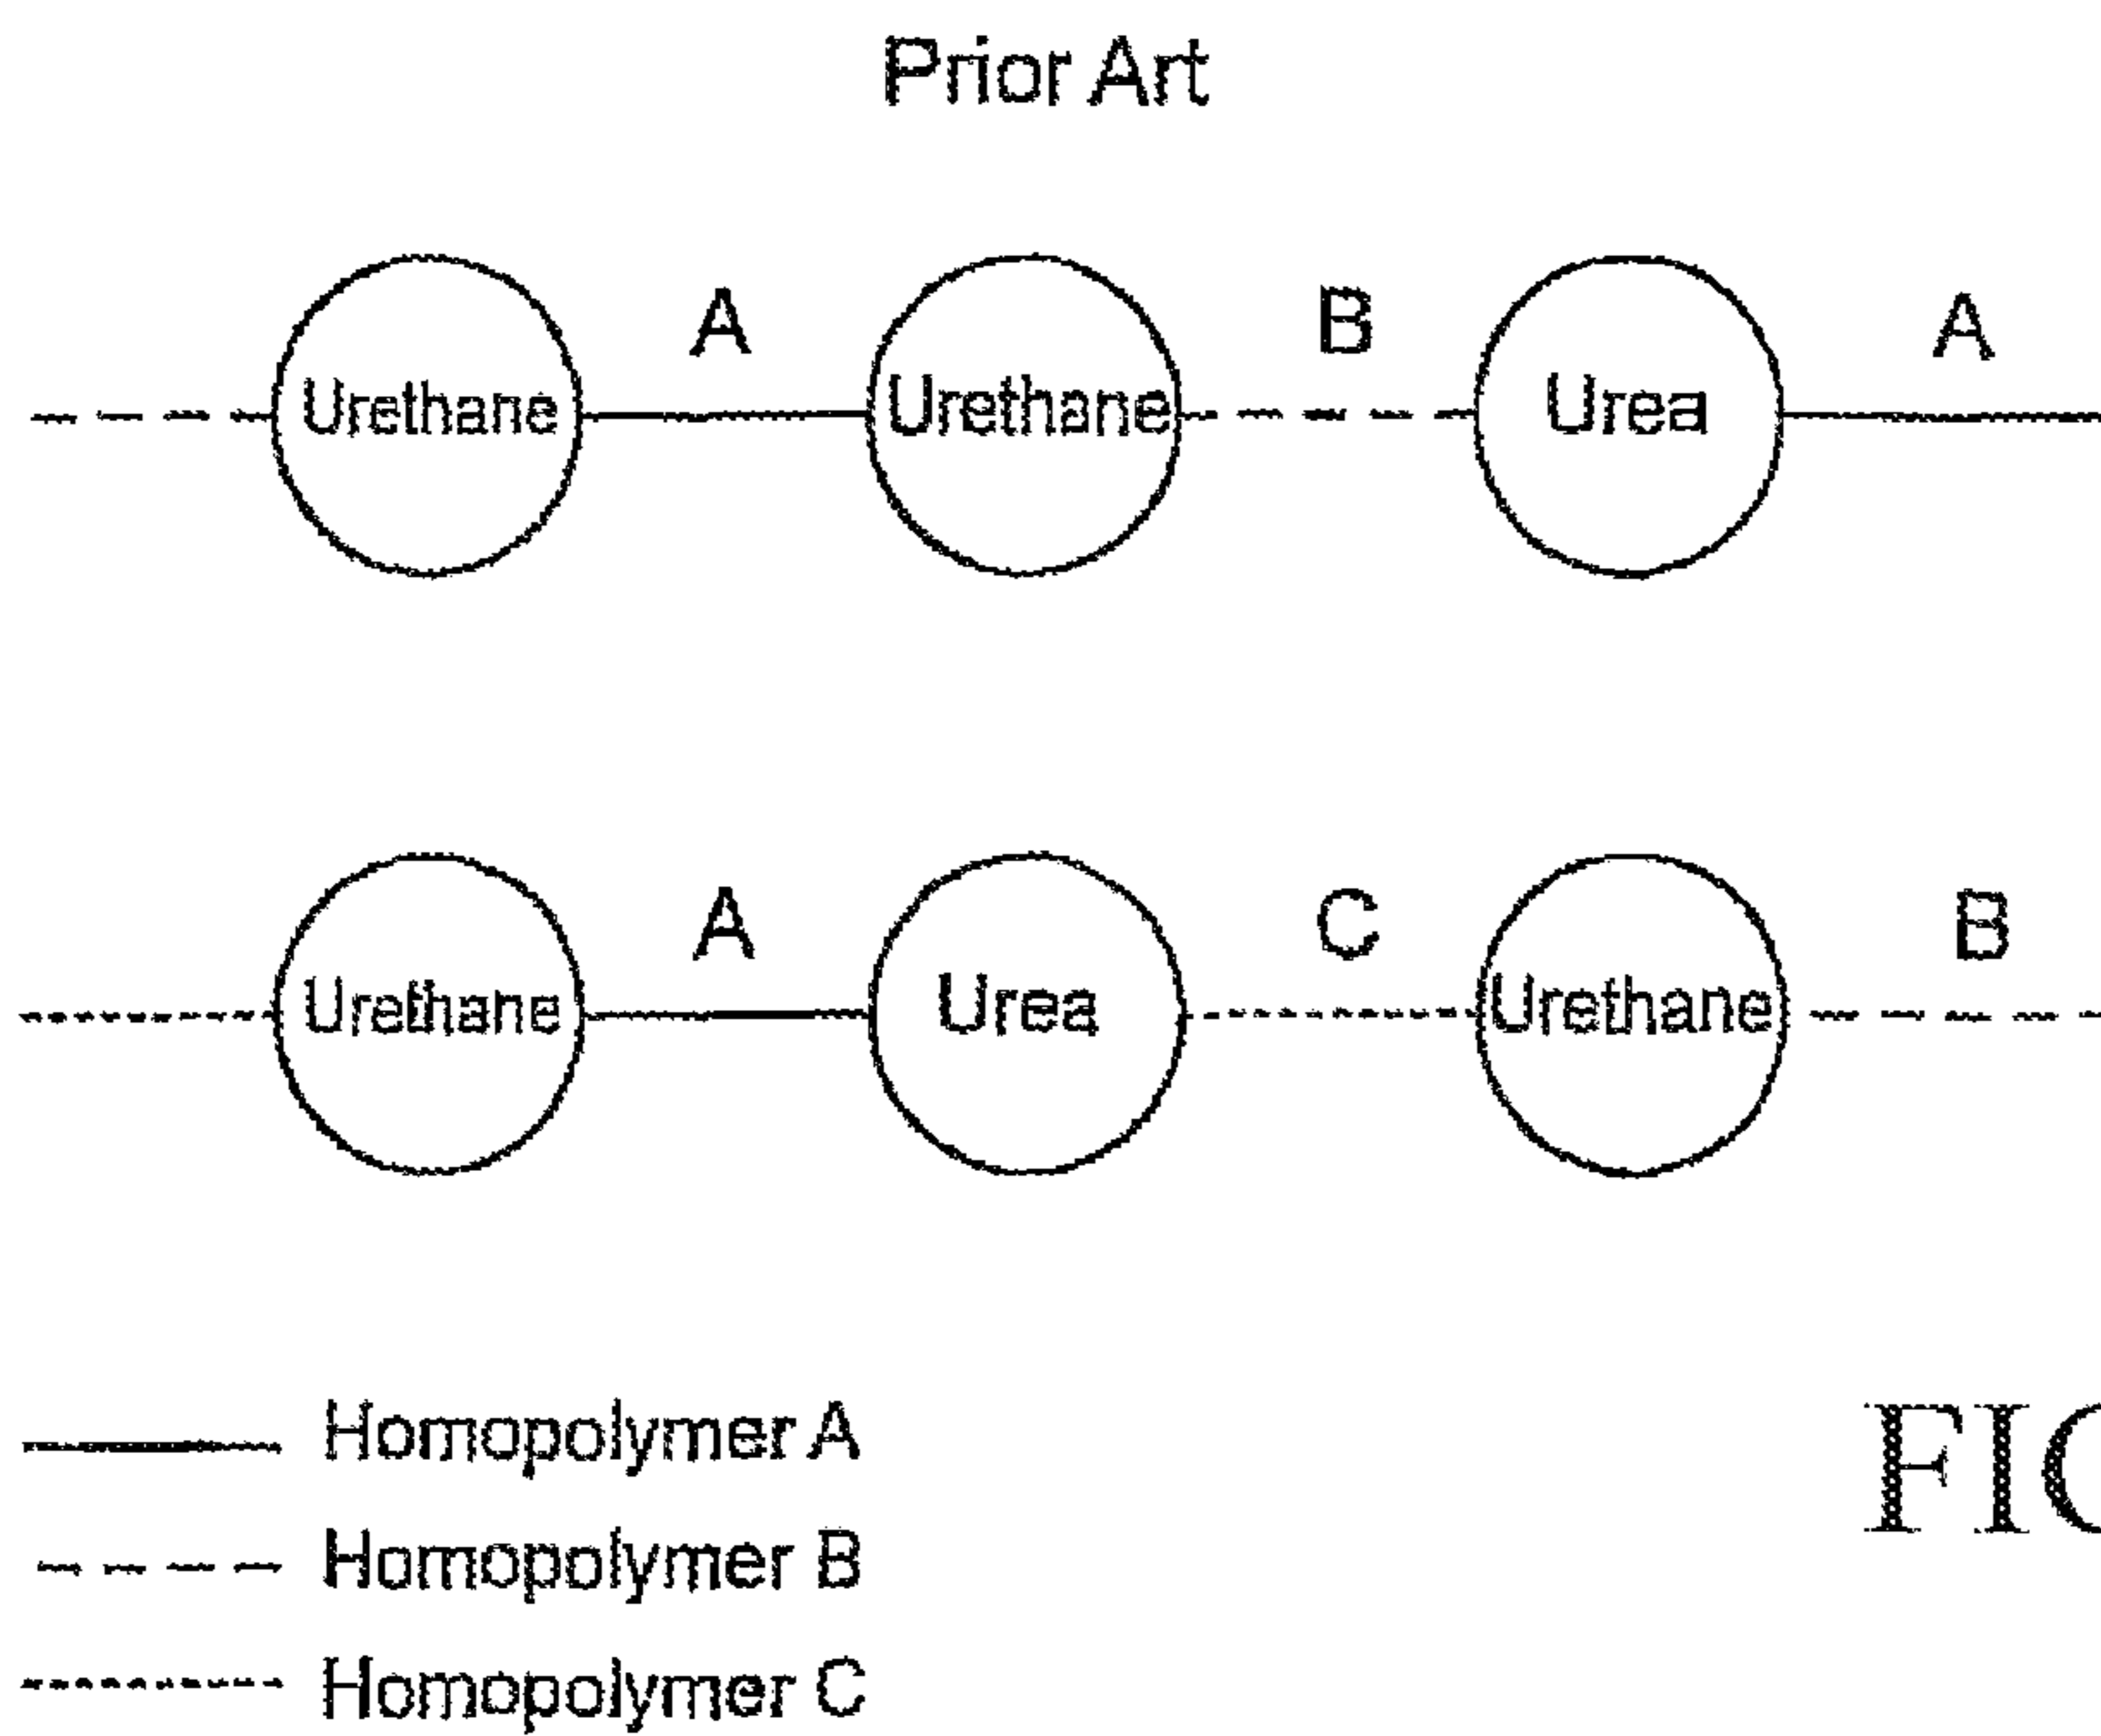 Prior Art
A B A
Urethane Urethane Urea
A C B
Urethane Urea Urethane
Homopolymer A
Homopolymer B
Homopolymer C